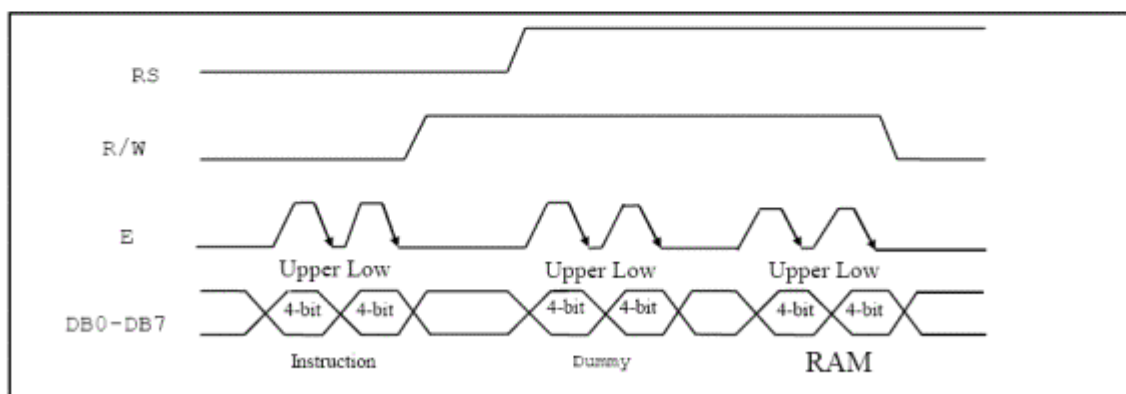 RS
R/W
E
Upper Low Upper Low Upper Low
DB0-DB7 4-bit 4-bit 4-bit 4-bit 4-bit 4-bit
Instruction Dummy RAM